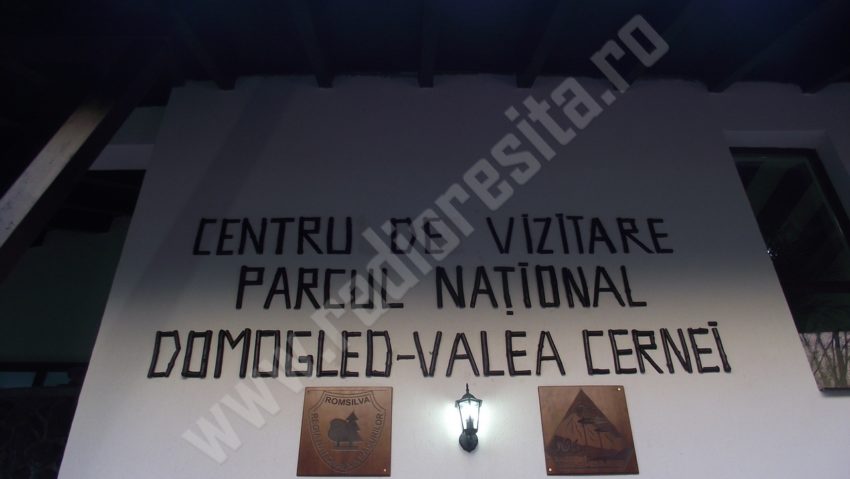 CENTRU DE VIZITARE
PARCUL NAȚIONAL
DOMOGLED-VALEA CERNEI
ROMSILVA
www.radioresita.ro